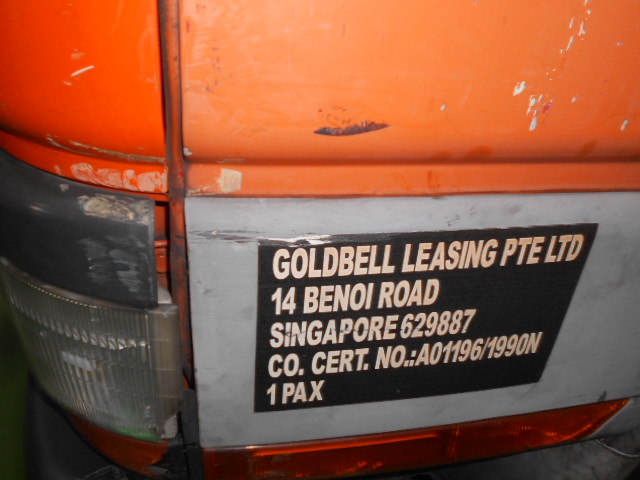 GOLDBELL LEASING PTE LTD
14 BENOI ROAD
SINGAPORE 629887
CO. CERT. NO.:A01196/1990N
1 PAX